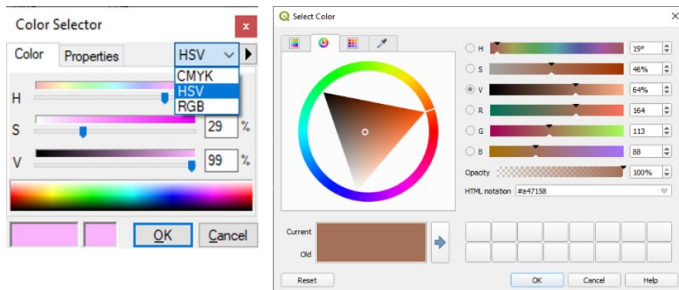 Color Selector
x
Color Properties HSV
CMYK
HSV
RGB
H
S 29 %
V 99 %
OK Cancel
Select Color
H 19°
S 46%
V 64%
R 164
G 113
B 88
Opacity 100%
HTML notation #a47158
Current
Old
Reset OK Cancel Help